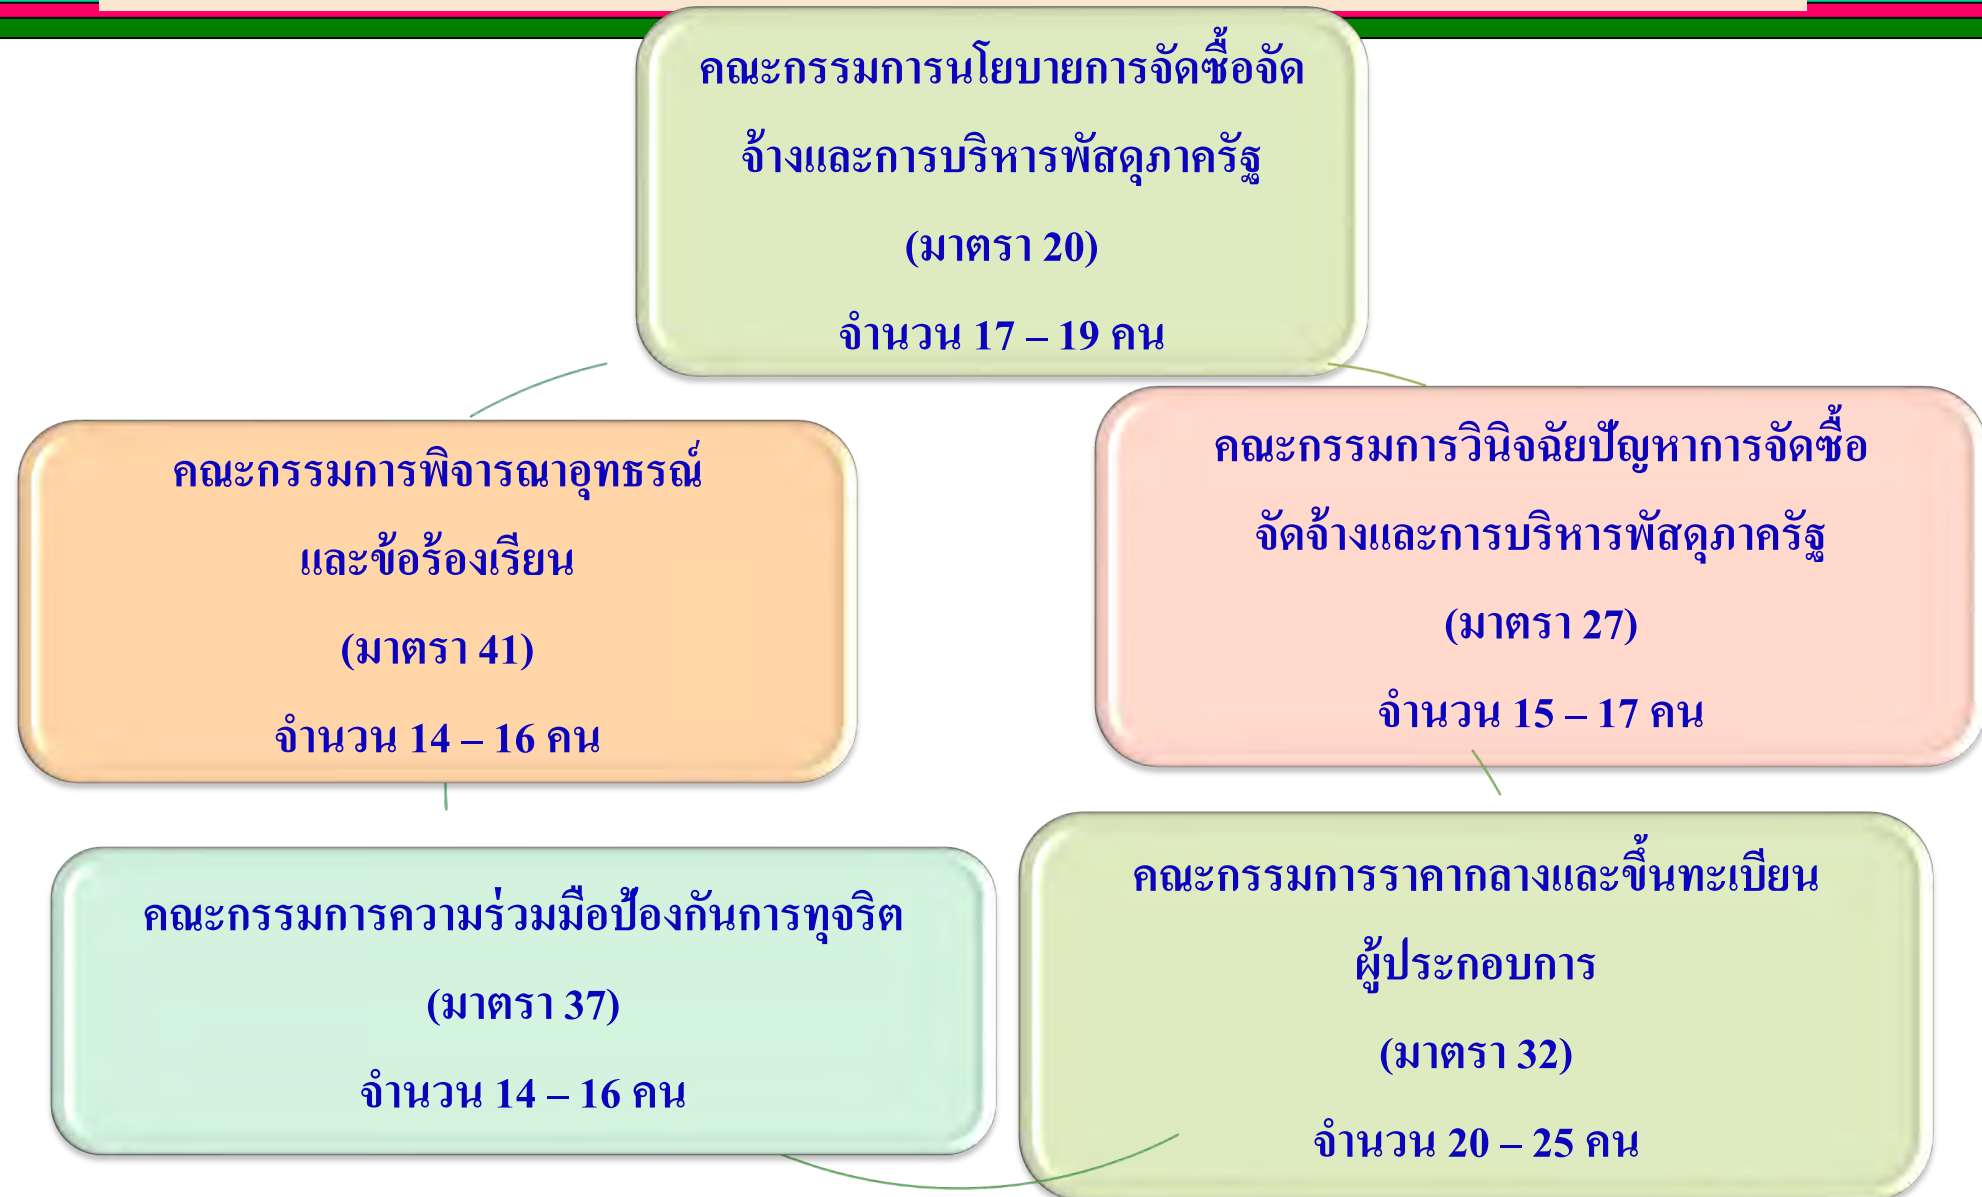 คณะกรรมการนโยบายการจัดซื้อจัด
จ้างและการบริหารพัสดุภาครัฐ
(มาตรา 20)
จำนวน 17 – 19 คน
คณะกรรมการวินิจฉัยปัญหาการจัดซื้อ
จัดจ้างและการบริหารพัสดุภาครัฐ
(มาตรา 27)
จำนวน 15 – 17 คน
คณะกรรมการราคากลางและขึ้นทะเบียน
ผู้ประกอบการ
(มาตรา 32)
จำนวน 20 – 25 คน
คณะกรรมการความร่วมมือป้องกันการทุจริต
(มาตรา 37)
จำนวน 14 – 16 คน
คณะกรรมการพิจารณาอุทธรณ์
และข้อร้องเรียน
(มาตรา 41)
จำนวน 14 – 16 คน